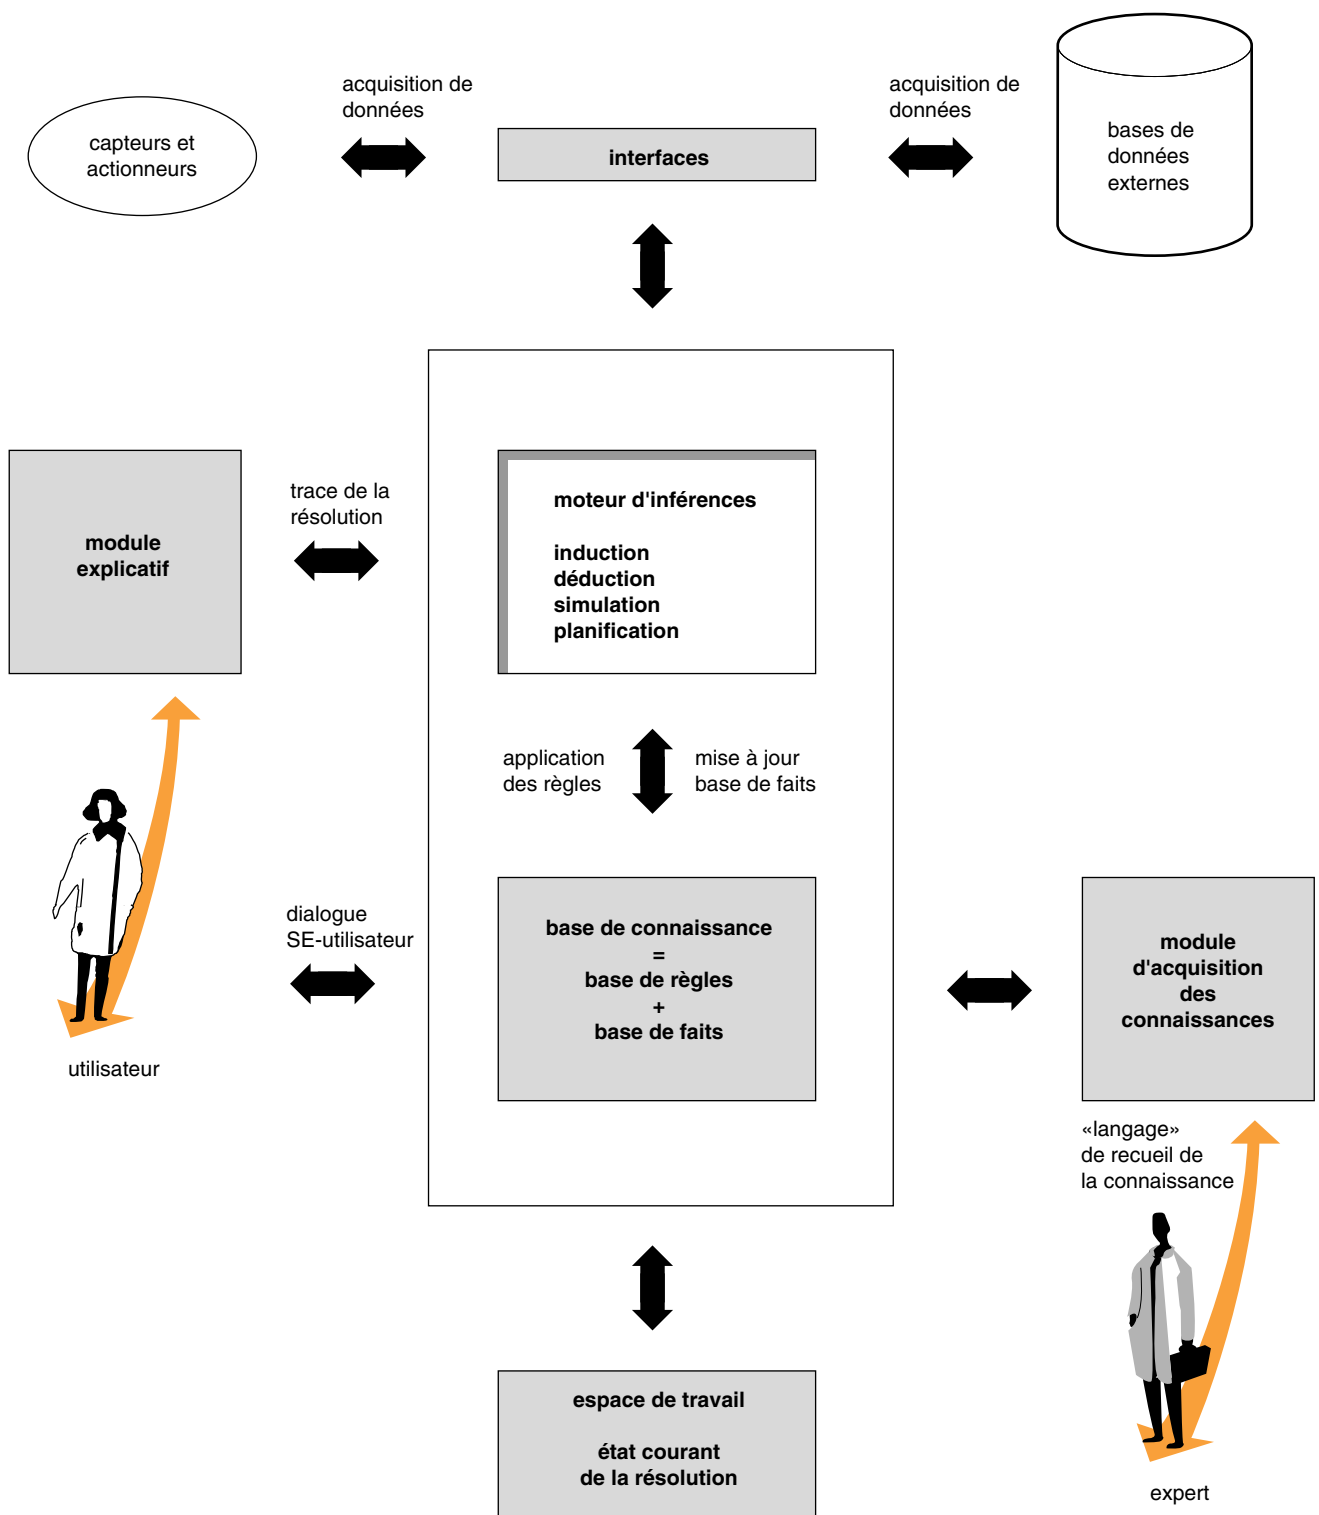 acquisition de
données
acquisition de
données
capteurs et
actionneurs
interfaces
bases de
données
externes
trace de la
résolution
module
explicatif
moteur d'inférences
induction
déduction
simulation
planification
application
des règles
mise à jour
base de faits
dialogue
SE-utilisateur
base de connaissance
=
base de règles
+
base de faits
module
d'acquisition
des
connaissances
utilisateur
«langage»
de recueil de
la connaissance
espace de travail
état courant
de la résolution
expert